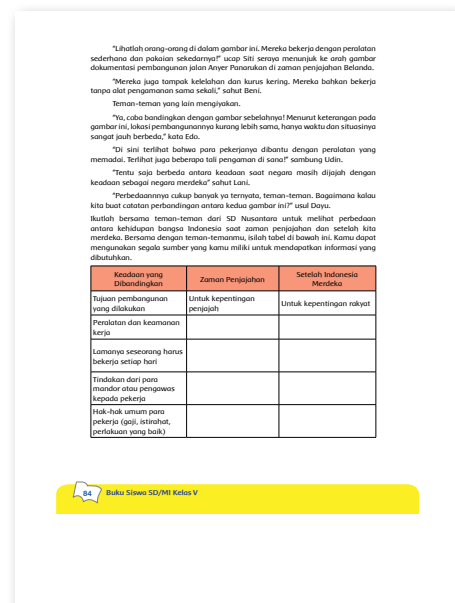 "Lihatlah orang-orang di dalam gambar ini. Mereka bekerja dengan peralatan
sederhana dan pakaian sekedarnya!" ucap Siti seraya menunjuk ke arah gambar
dokumentasi pembangunan jalan Anyer Panarukan di zaman penjajahan Belanda.
"Mereka juga tampak kelelahan dan kurus kering. Mereka bahkan bekerja
tanpa alat pengamanan sama sekali," sahut Beni.
Teman-teman yang lain mengiyakan.
"Ya, coba bandingkan dengan gambar sebelahnya! Menurut keterangan pada
gambar ini, lokasi pembangunannya kurang lebih sama, hanya waktu dan situasinya
sangat jauh berbeda," kata Edo.
"Di sini terlihat bahwa para pekerjanya dibantu dengan peralatan yang
memadai. Terlihat juga beberapa tali pengaman di sana!" sambung Udin.
"Tentu saja berbeda antara keadaan saat negara masih dijajah dengan
keadaan sebagai negara merdeka" sahut Lani.
"Perbedaannnya cukup banyak ya ternyata, teman-teman. Bagaimana kalau
kita buat catatan perbandingan antara kedua gambar ini?" usul Dayu.
Ikutlah bersama teman-teman dari SD Nusantara untuk melihat perbedaan
antara kehidupan bangsa Indonesia saat zaman penjajahan dan setelah kita
merdeka. Bersama dengan teman-temanmu, isilah tabel di bawah ini. Kamu dapat
mengunakan segala sumber yang kamu miliki untuk mendapatkan informasi yang
dibutuhkan.
Keadaan yang
Dibandingkan
Zaman Penjajahan
Setelah Indonesia
Merdeka
Tujuan pembangunan
yang dilakukan
Untuk kepentingan
penjajah
Untuk kepentingan rakyat
Peralatan dan keamanan
kerja
Lamanya seseorang harus
bekerja setiap hari
Tindakan dari para
mandor atau pengawas
kepada pekerja
Hak-hak umum para
pekerja (gaji, istirahat,
perlakuan yang baik)
84
Buku Siswa SD/MI Kelas V